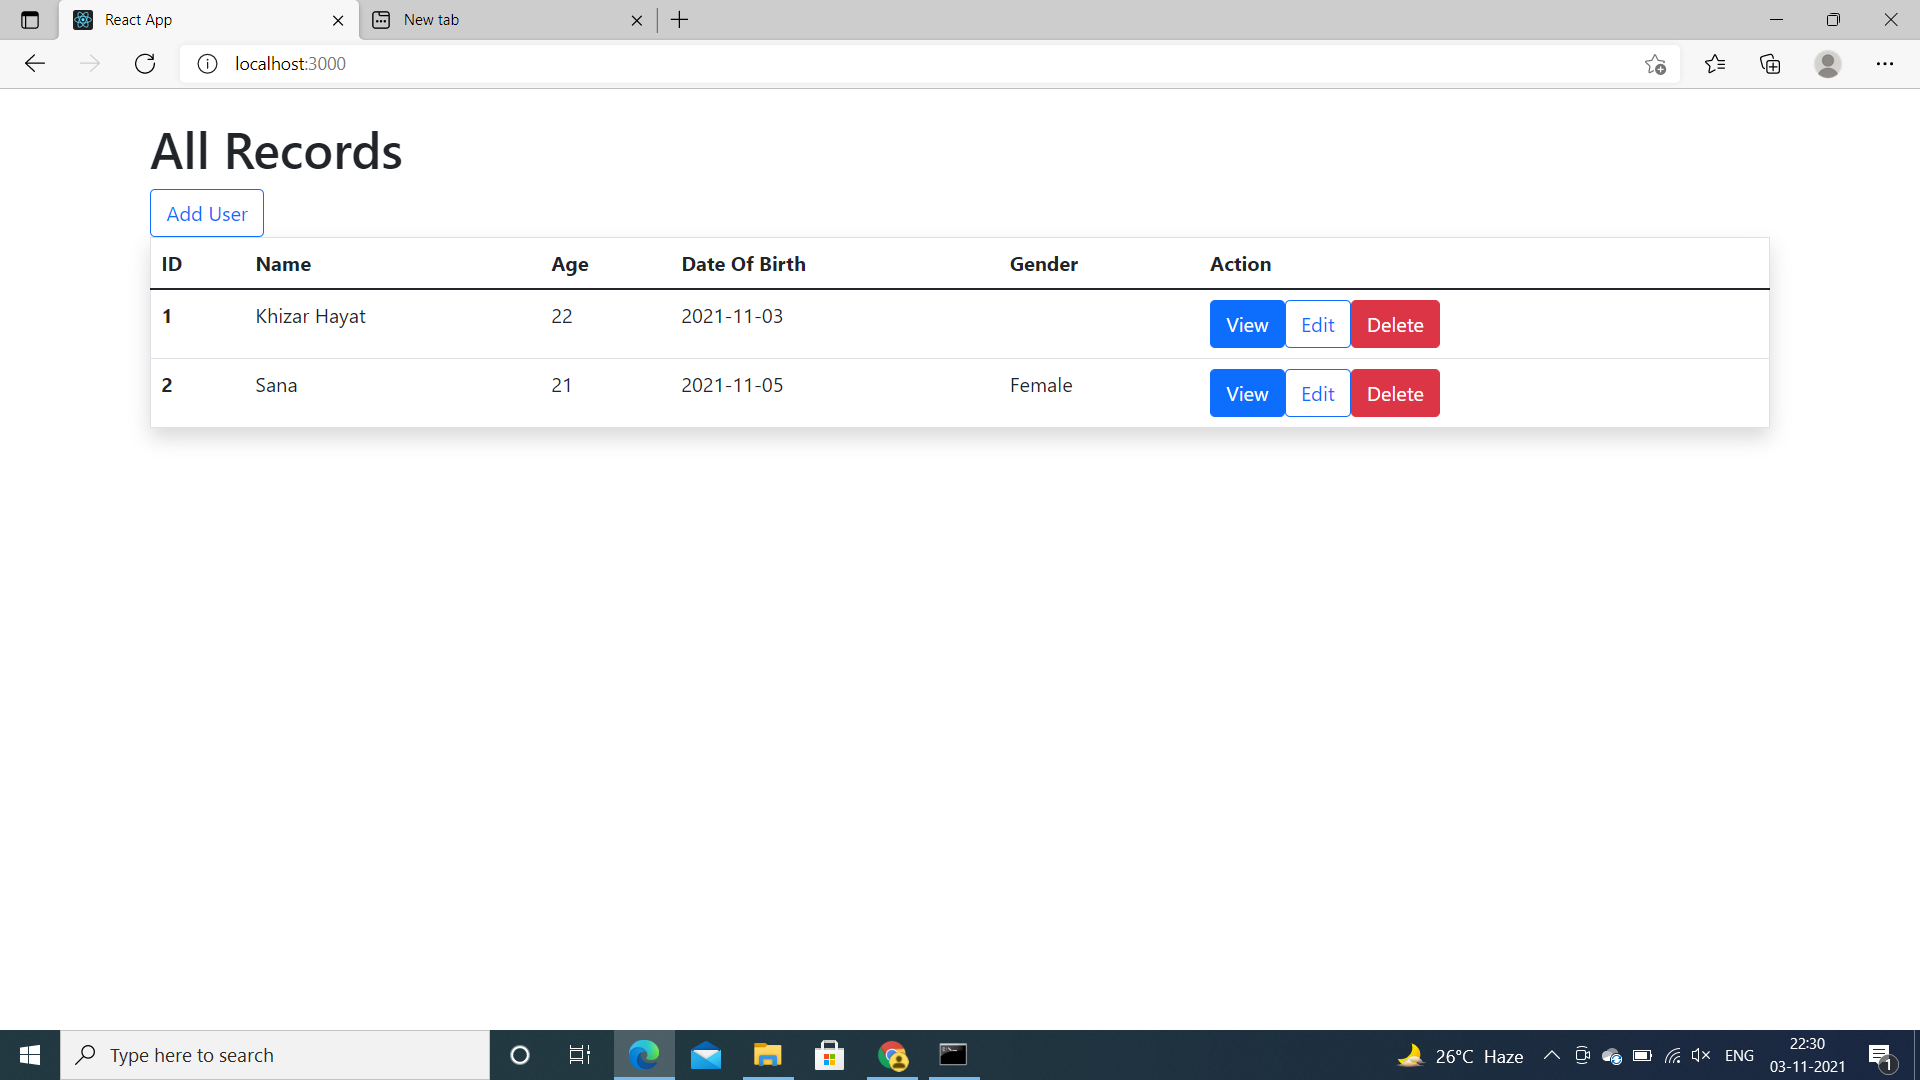 React App
New tab
localhost:3000
All Records
Add User
ID Name Age Date Of Birth Gender Action
1 Khizar Hayat 22 2021-11-03 View Edit Delete
2 Sana 21 2021-11-05 Female View Edit Delete
Type here to search
26°C Haze
ENG
22:30
03-11-2021
1